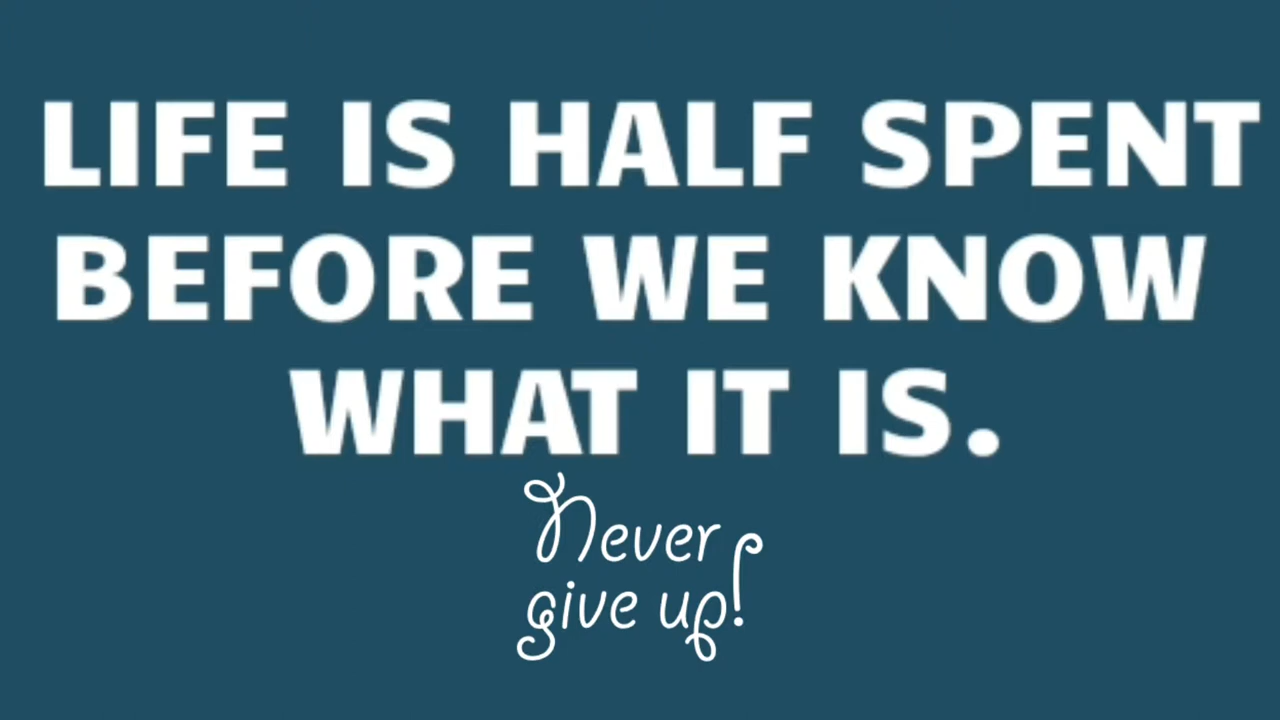 LIFE IS HALF SPENT
BEFORE WE KNOW
WHAT IT IS.
Never
give up!